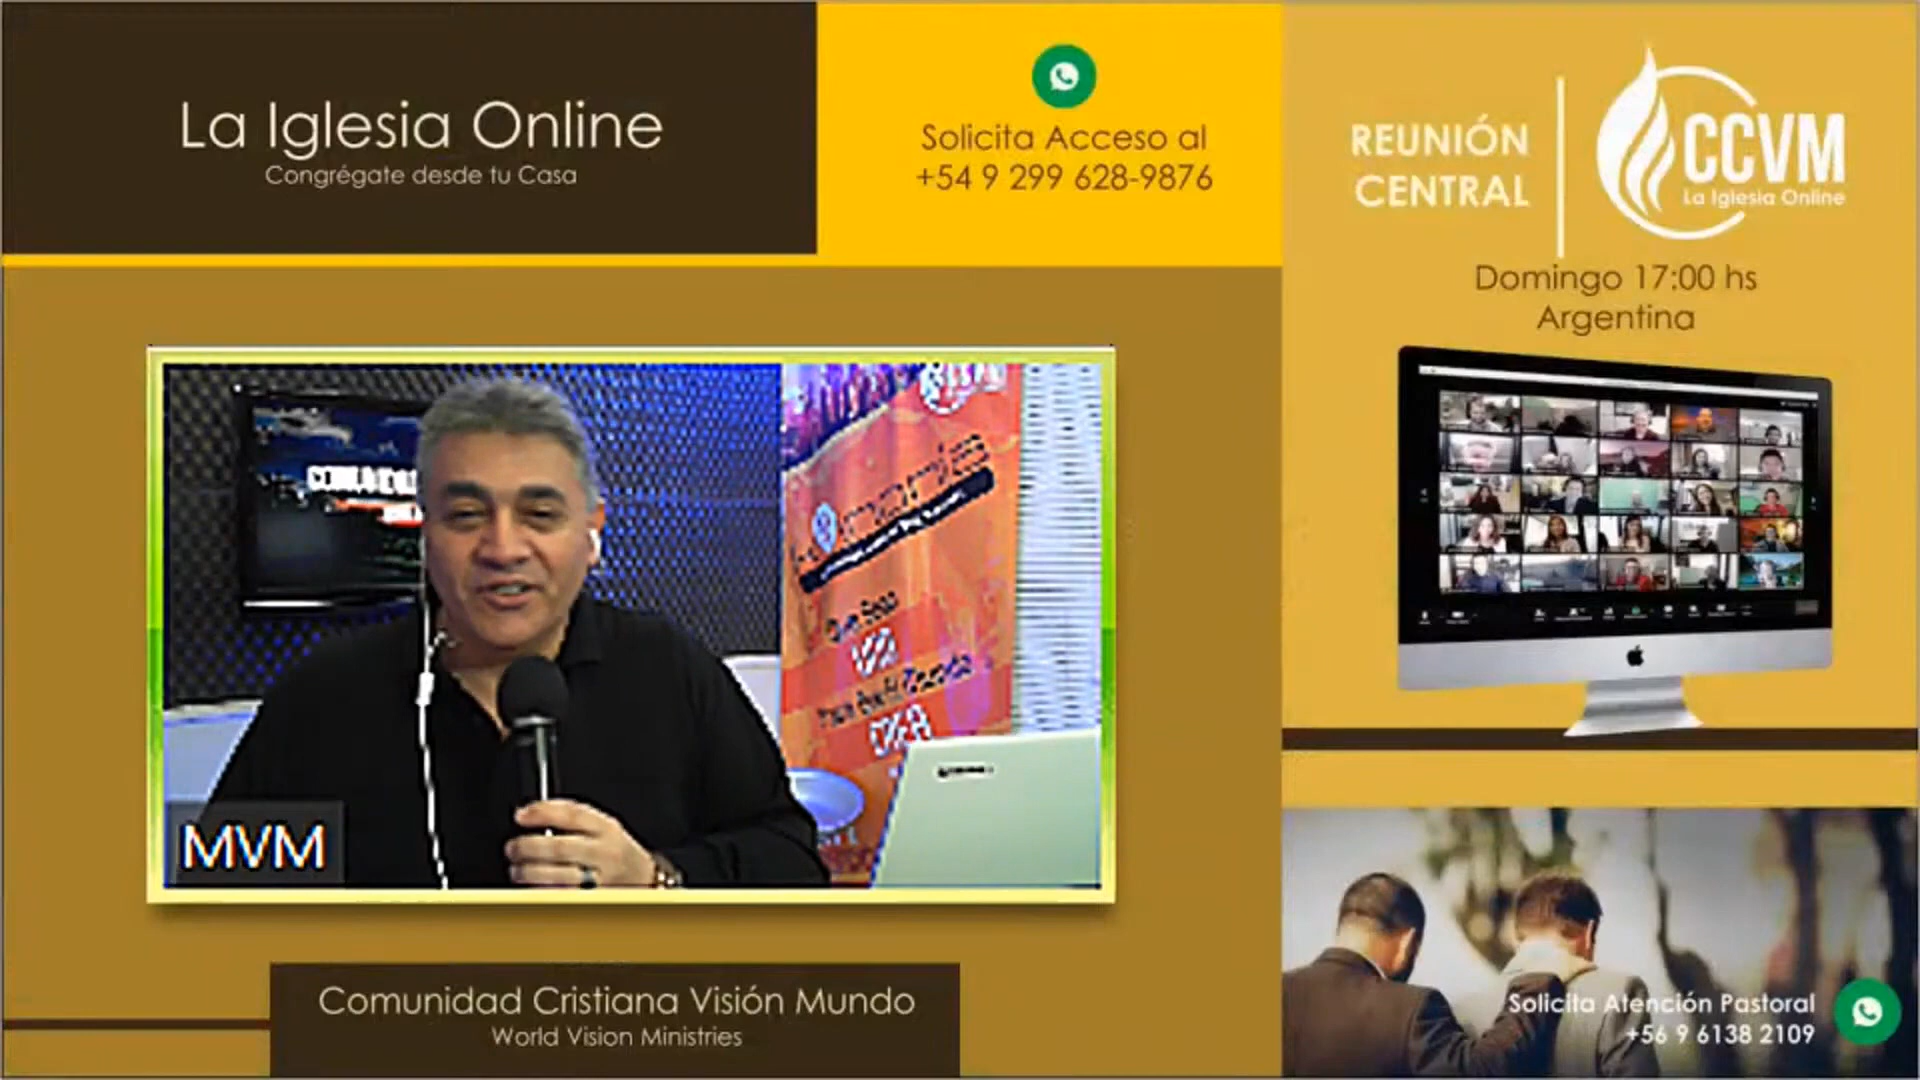 La Iglesia Online
Congrégate desde tu Casa
Solicita Acceso al
+54 9 299 628-9876
REUNIÓN
CENTRAL
CCVM
La Iglesia Online
Domingo 17:00 hs
Argentina
MVM
Comunidad Cristiana Visión Mundo
World Vision Ministries
Solicita Atención Pastoral
+56 9 6138 2109